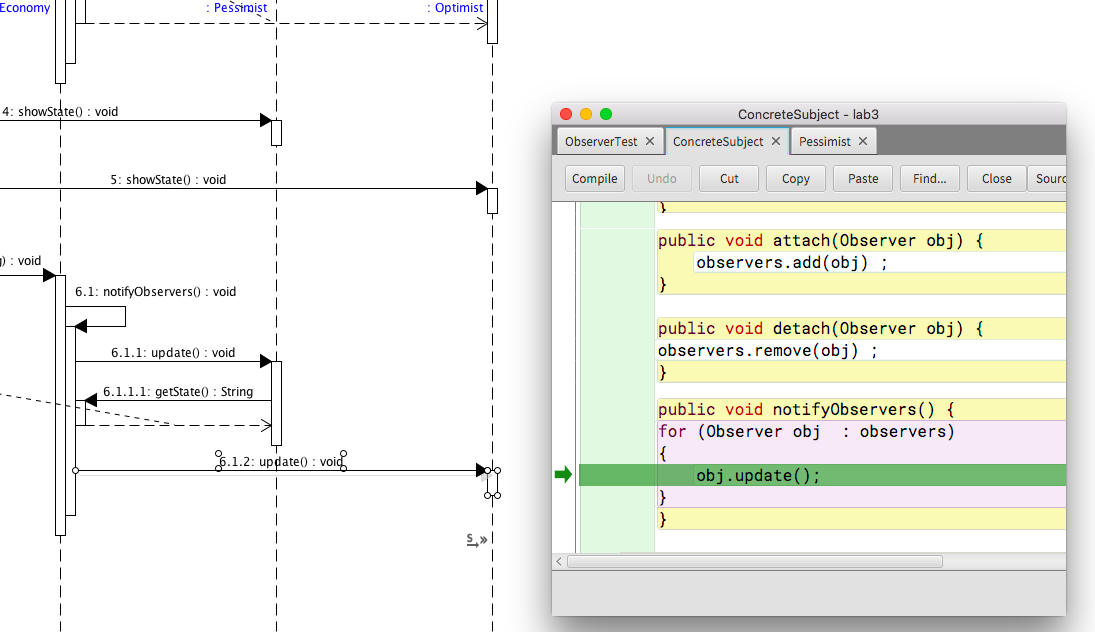 Economy
: Pessimist
: Optimist
4: showState() : void
5: showState() : void
) : void
6.1: notifyObservers() : void
6.1.1: update() : void
6.1.1.1: getState() : String
6.1.2: update() : void
S
ConcreteSubject - lab3
ObserverTest
ConcreteSubject
Pessimist
Compile
Undo
Cut
Copy
Paste
Find...
Close
Sourc
}
public void attach(Observer obj) {
observers.add(obj) ;
}
public void detach(Observer obj) {
observers.remove(obj) ;
}
public void notifyObservers() {
for (Observer obj  : observers)
{
obj.update();
}
}